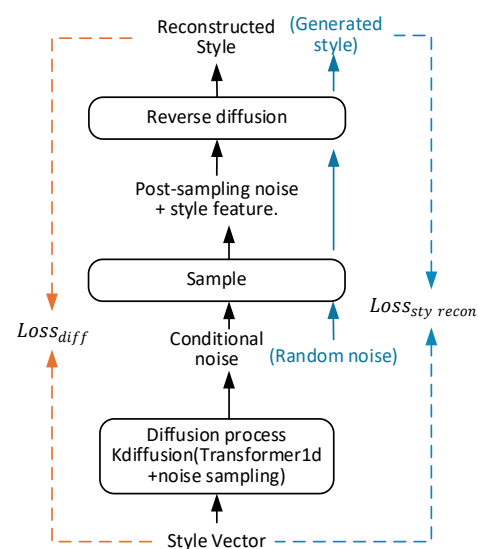 Reconstructed
Style
(Generated
style)
Reverse diffusion
Post-sampling noise
+ style feature.
Sample
Loss_diff
Loss_sty recon
Conditional
noise
(Random noise)
Diffusion process
Kdiffusion(Transformer1d
+noise sampling)
Style Vector